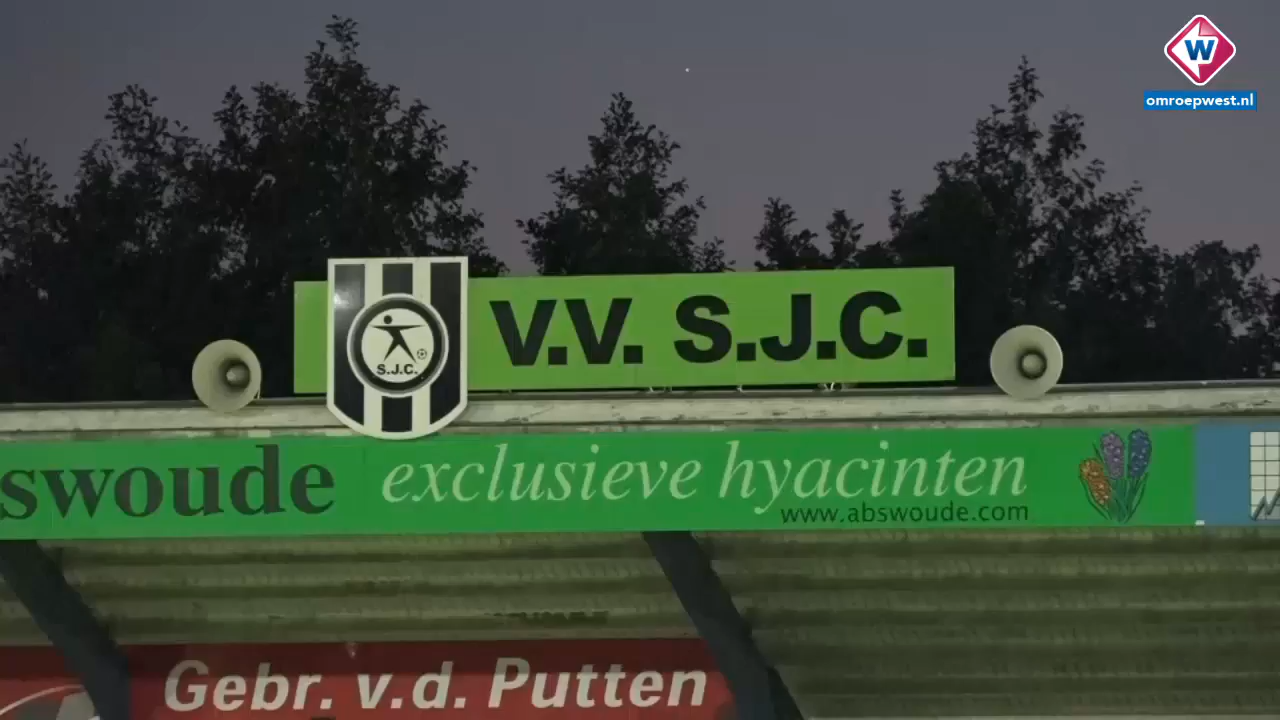 W
omroepwest.nl
V.V. S.J.C.
S.J.C.
swoude exclusieve hyacinten
www.abswoude.com
Gebr. v.d. Putten